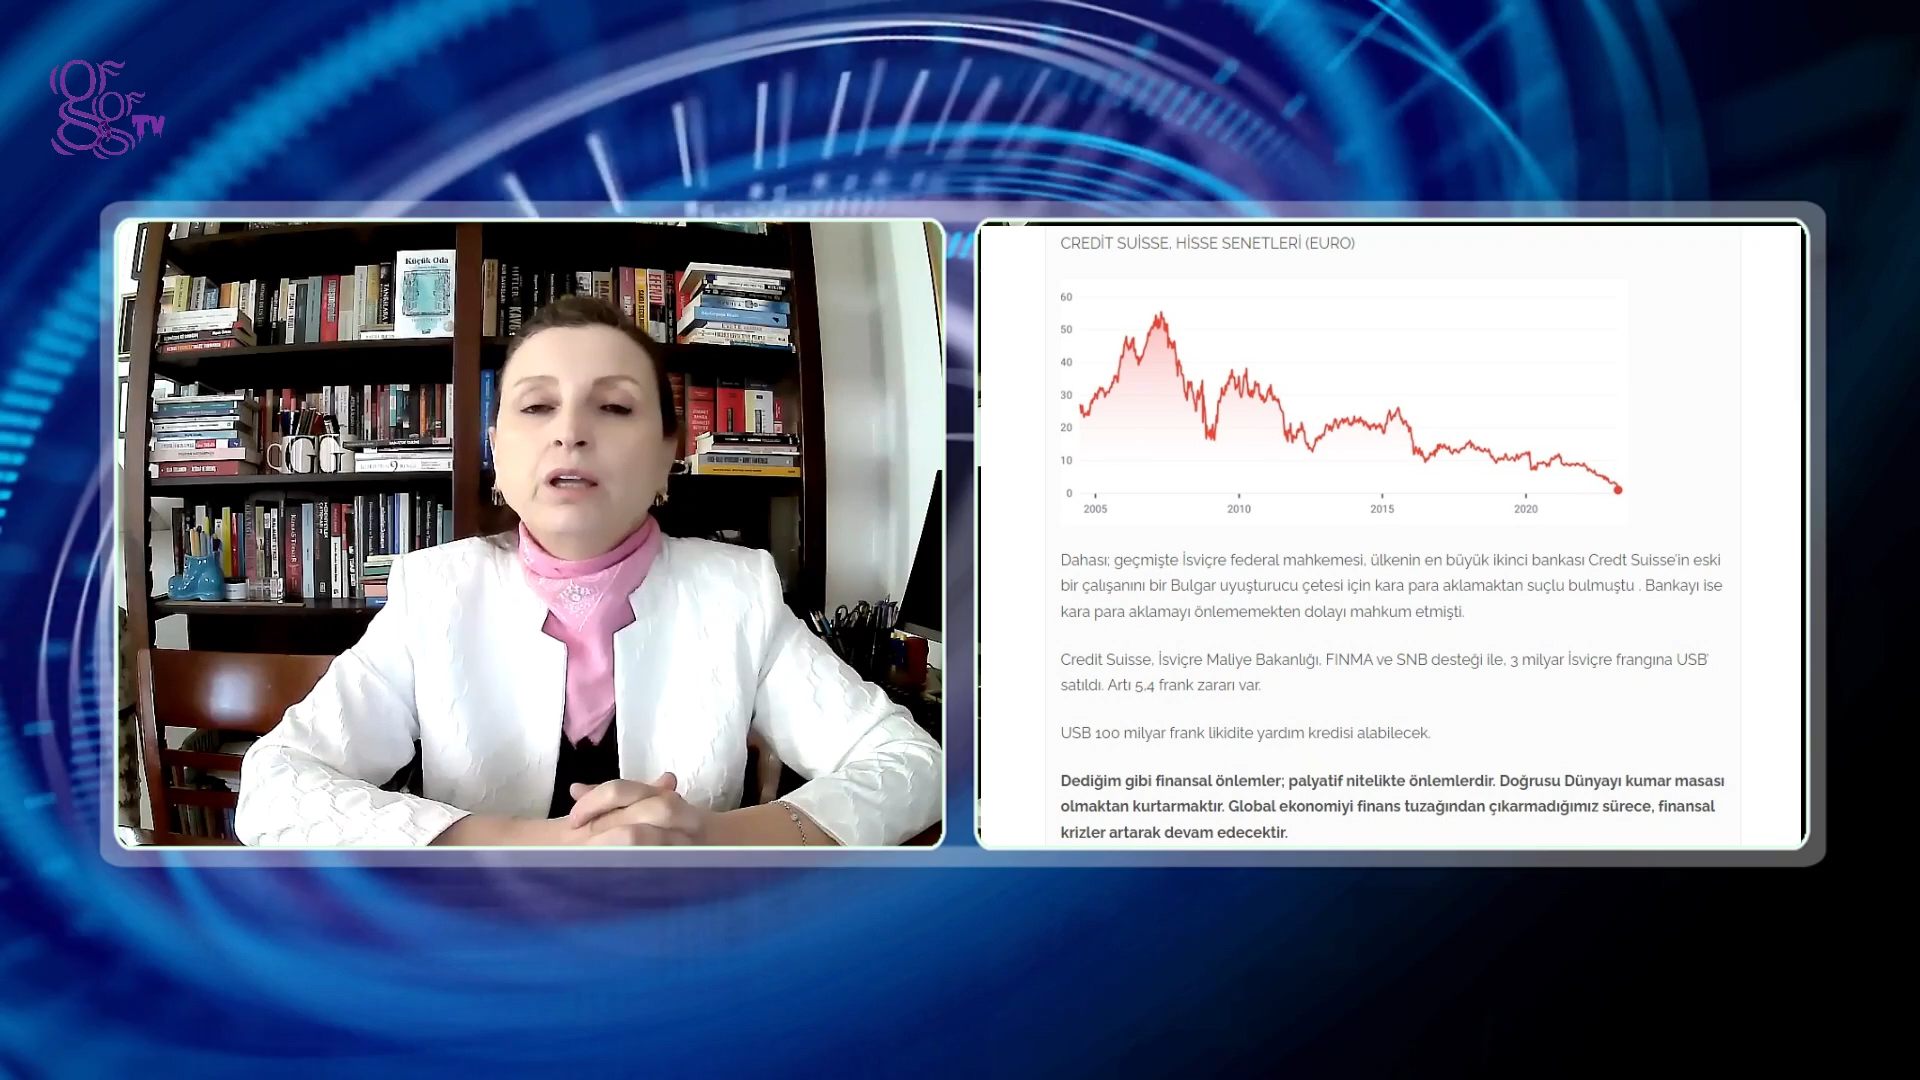 gg TV
Küçük Oda
GG
CREDİT SUİSSE, HİSSE SENETLERİ (EURO)
60
50
40
30
20
10
0
2005 2010 2015 2020
Dahası; geçmişte İsviçre federal mahkemesi, ülkenin en büyük ikinci bankası Credt Suisse'in eski
bir çalışanını bir Bulgar uyuşturucu çetesi için kara para aklamaktan suçlu bulmuştu . Bankayı ise
kara para aklamayı önlememekten dolayı mahkum etmişti.
Credit Suisse, İsviçre Maliye Bakanlığı, FINMA ve SNB desteği ile, 3 milyar İsviçre frangına USB'
satıldı. Artı 5,4 frank zararı var.
USB 100 milyar frank likidite yardım kredisi alabilecek.
Dediğim gibi finansal önlemler; palyatif nitelikte önlemlerdir. Doğrusu Dünyayı kumar masası
olmaktan kurtarmaktır. Global ekonomiyi finans tuzağından çıkarmadığımız sürece, finansal
krizler artarak devam edecektir.